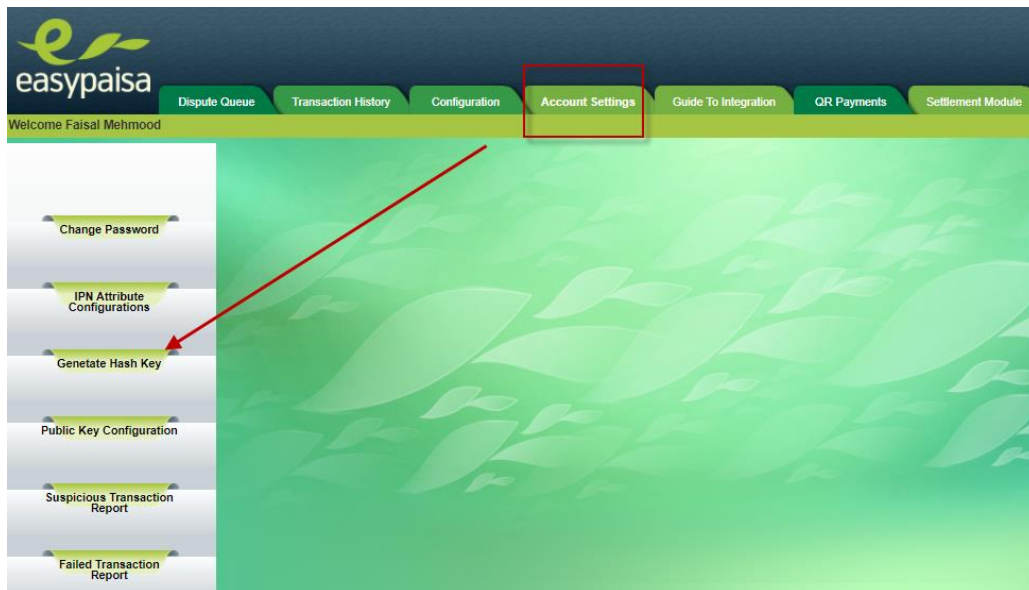 easypaisa
Dispute Queue Transaction History Configuration Account Settings Guide To Integration QR Payments Settlement Module
Welcome Faisal Mehmood
Change Password
IPN Attribute
Configurations
Genetate Hash Key
Public Key Configuration
Suspicious Transaction
Report
Failed Transaction
Report